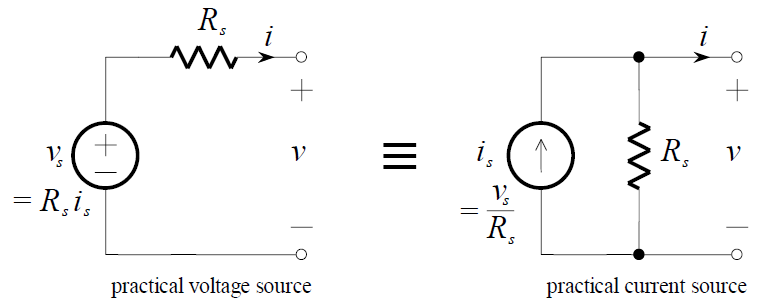 R_s
i
+
v_s
+
−
v
= R_s i_s
−
practical voltage source
≡
i
+
i_s
R_s
v
= v_s / R_s
−
practical current source